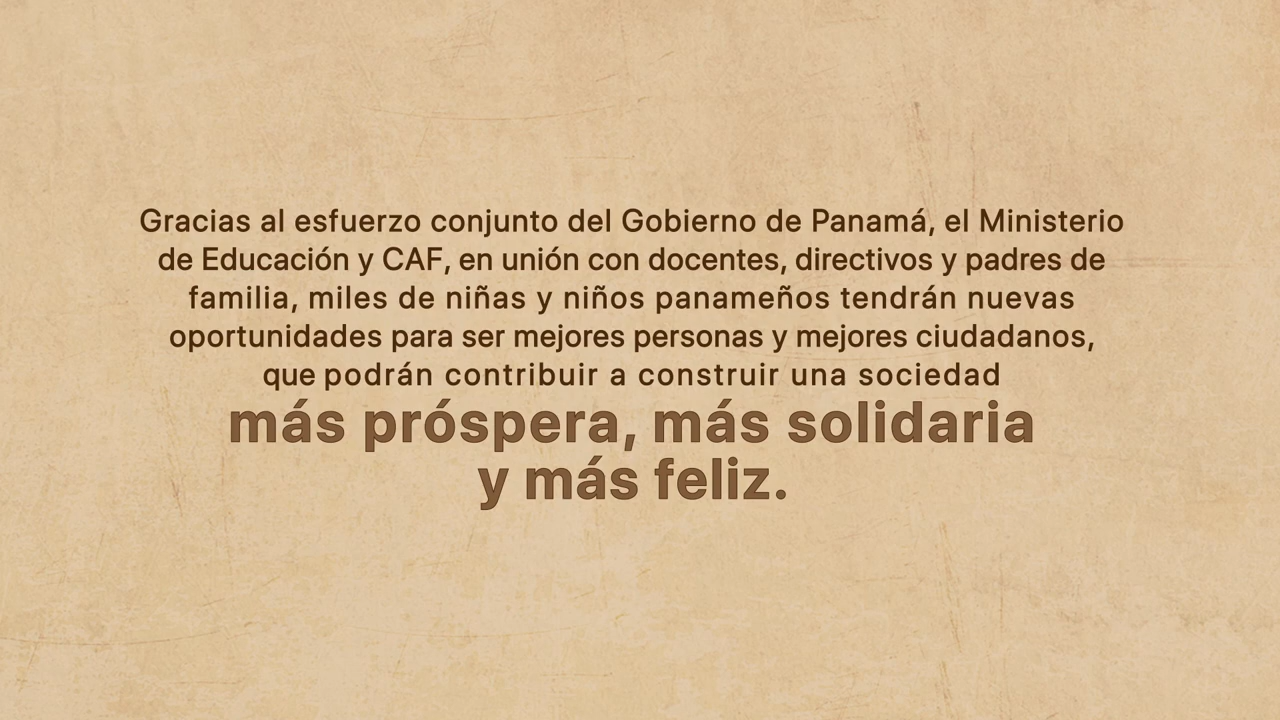 Gracias al esfuerzo conjunto del Gobierno de Panamá, el Ministerio
de Educación y CAF, en unión con docentes, directivos y padres de
familia, miles de niñas y niños panameños tendrán nuevas
oportunidades para ser mejores personas y mejores ciudadanos,
que podrán contribuir a construir una sociedad
más próspera, más solidaria
y más feliz.